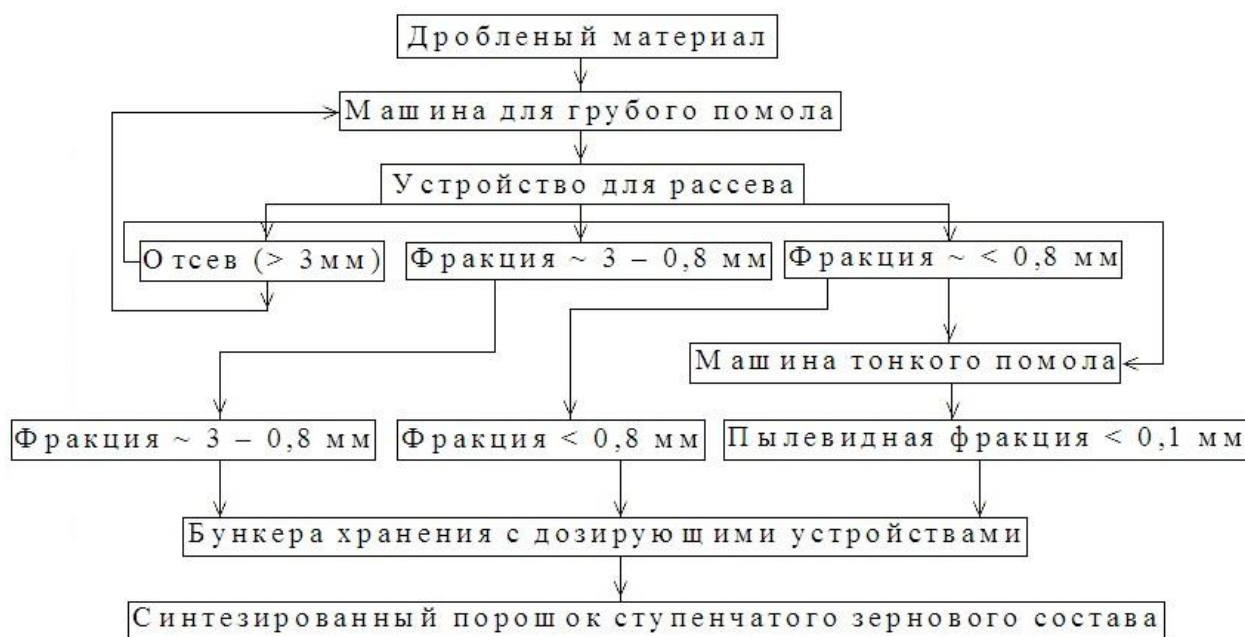 Дробленый материал
Машина для грубого помола
Устройство для рассева
Отсев (> 3мм)
Фракция ~ 3 – 0,8 мм
Фракция ~ < 0,8 мм
Машина тонкого помола
Фракция ~ 3 – 0,8 мм
Фракция < 0,8 мм
Пылевидная фракция < 0,1 мм
Бункера хранения с дозирующими устройствами
Синтезированный порошок ступенчатого зернового состава